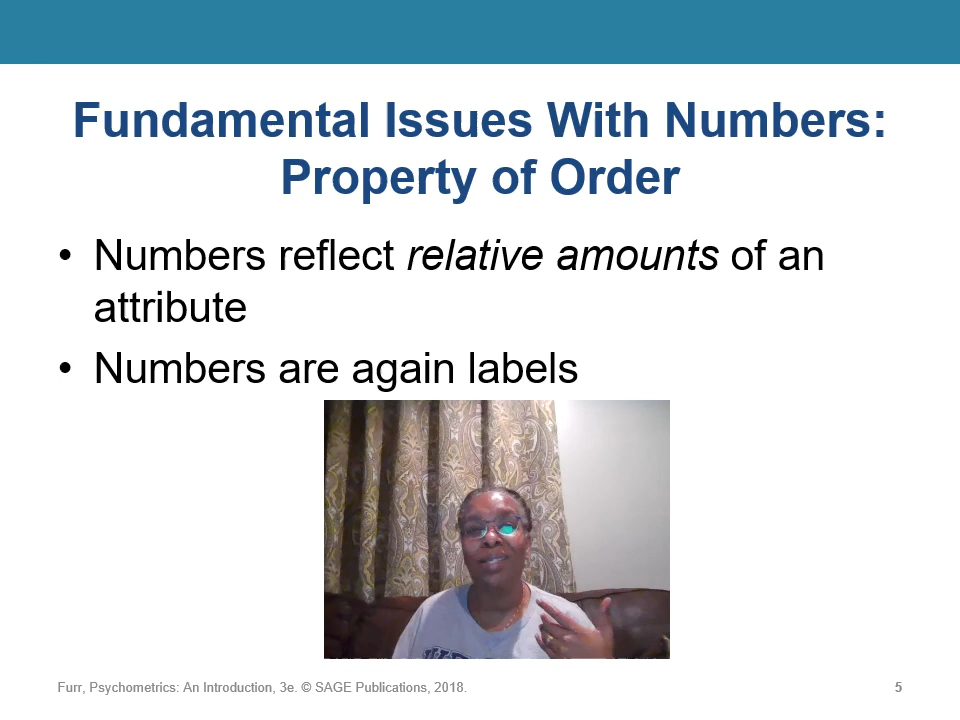 Fundamental Issues With Numbers:
Property of Order
• Numbers reflect relative amounts of an
attribute
• Numbers are again labels
Furr, Psychometrics: An Introduction, 3e. © SAGE Publications, 2018.
5